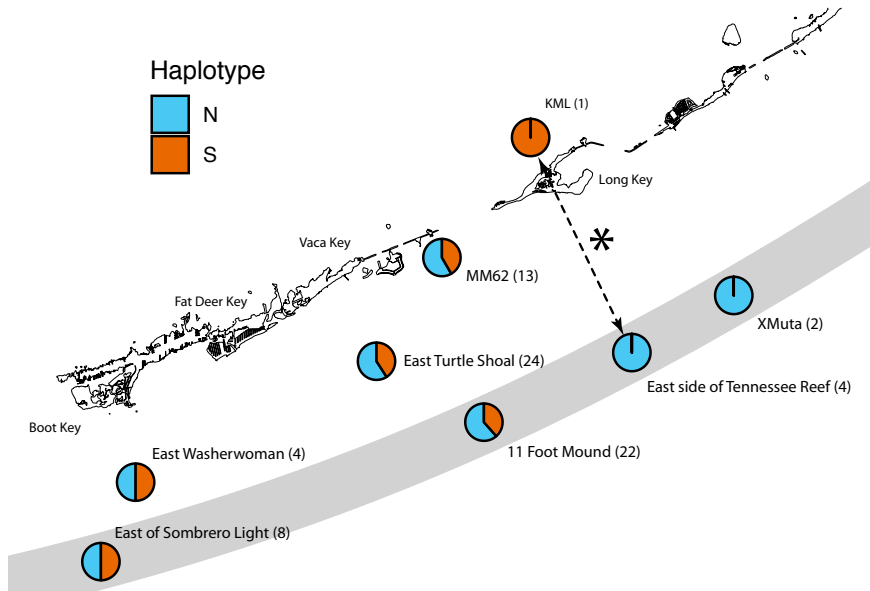 Haplotype
N
S
KML (1)
Long Key
Vaca Key
MM62 (13)
Fat Deer Key
XMuta (2)
East Turtle Shoal (24)
East side of Tennessee Reef (4)
Boot Key
11 Foot Mound (22)
East Washerwoman (4)
East of Sombrero Light (8)
*